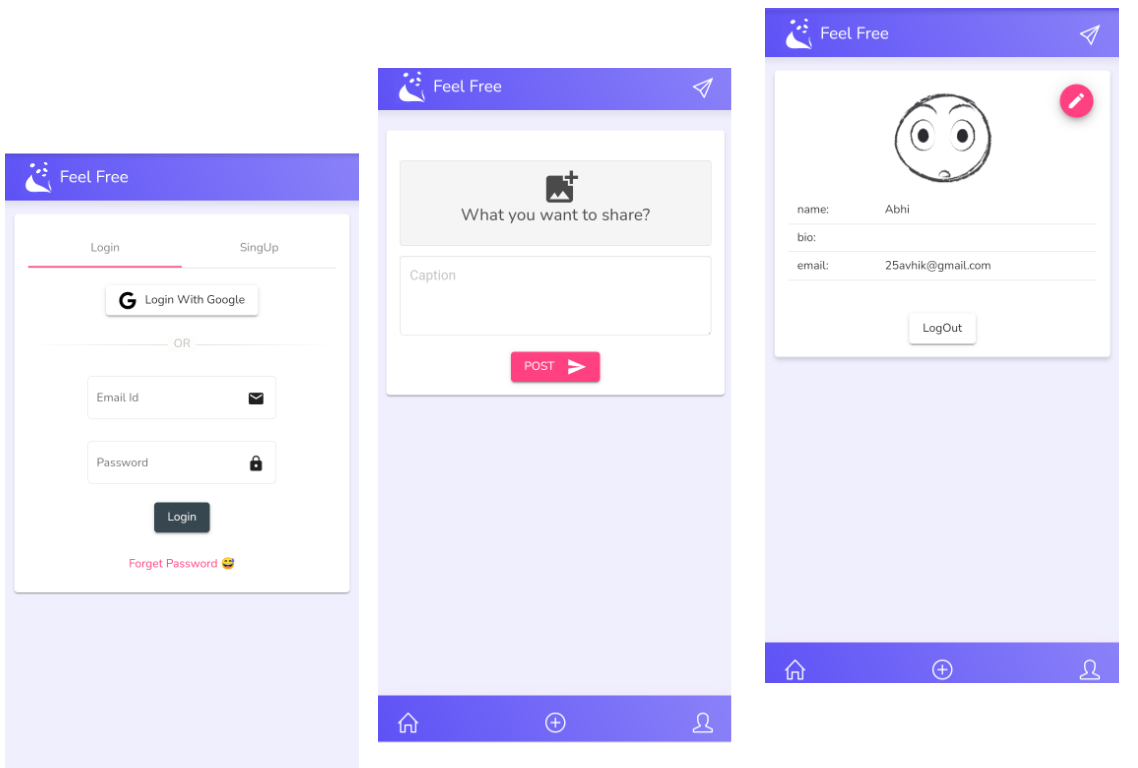 Feel Free
Login SingUp
G Login With Google
OR
Email Id
Password
Login
Forget Password 😅
Feel Free
What you want to share?
Caption
POST
Feel Free
name: Abhi
bio:
email: 25avhik@gmail.com
LogOut